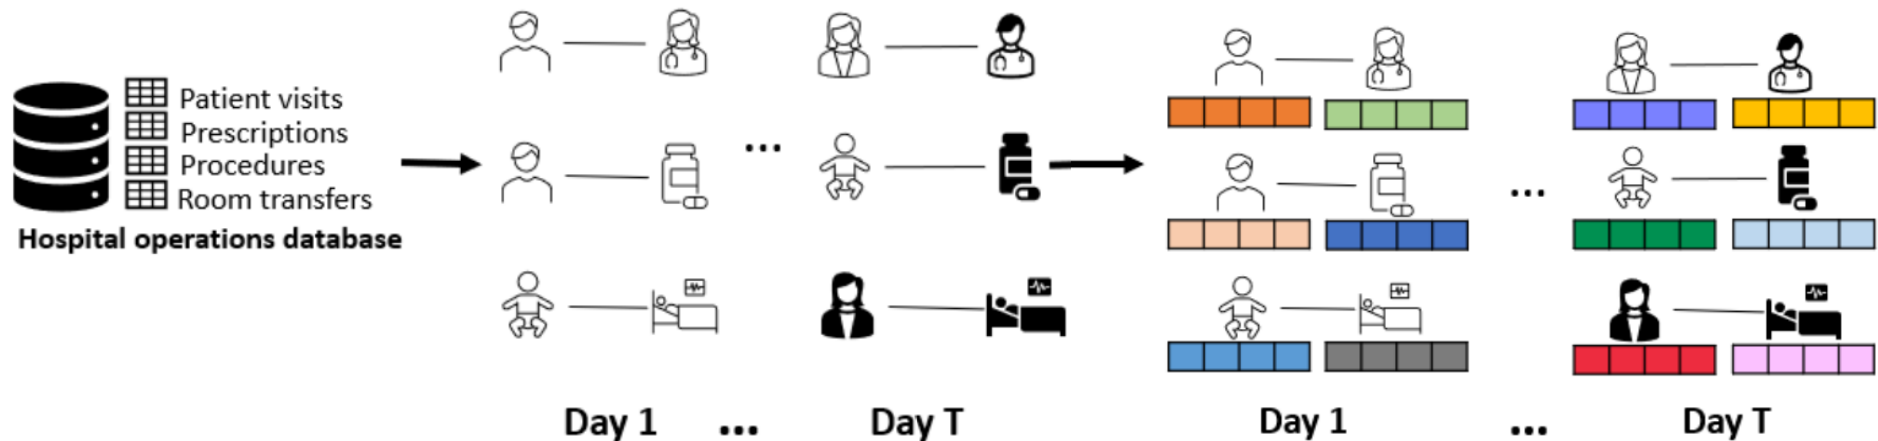 Patient visits
Prescriptions
Procedures
Room transfers
Hospital operations database
...
...
Day 1 ... Day T
Day 1 ... Day T